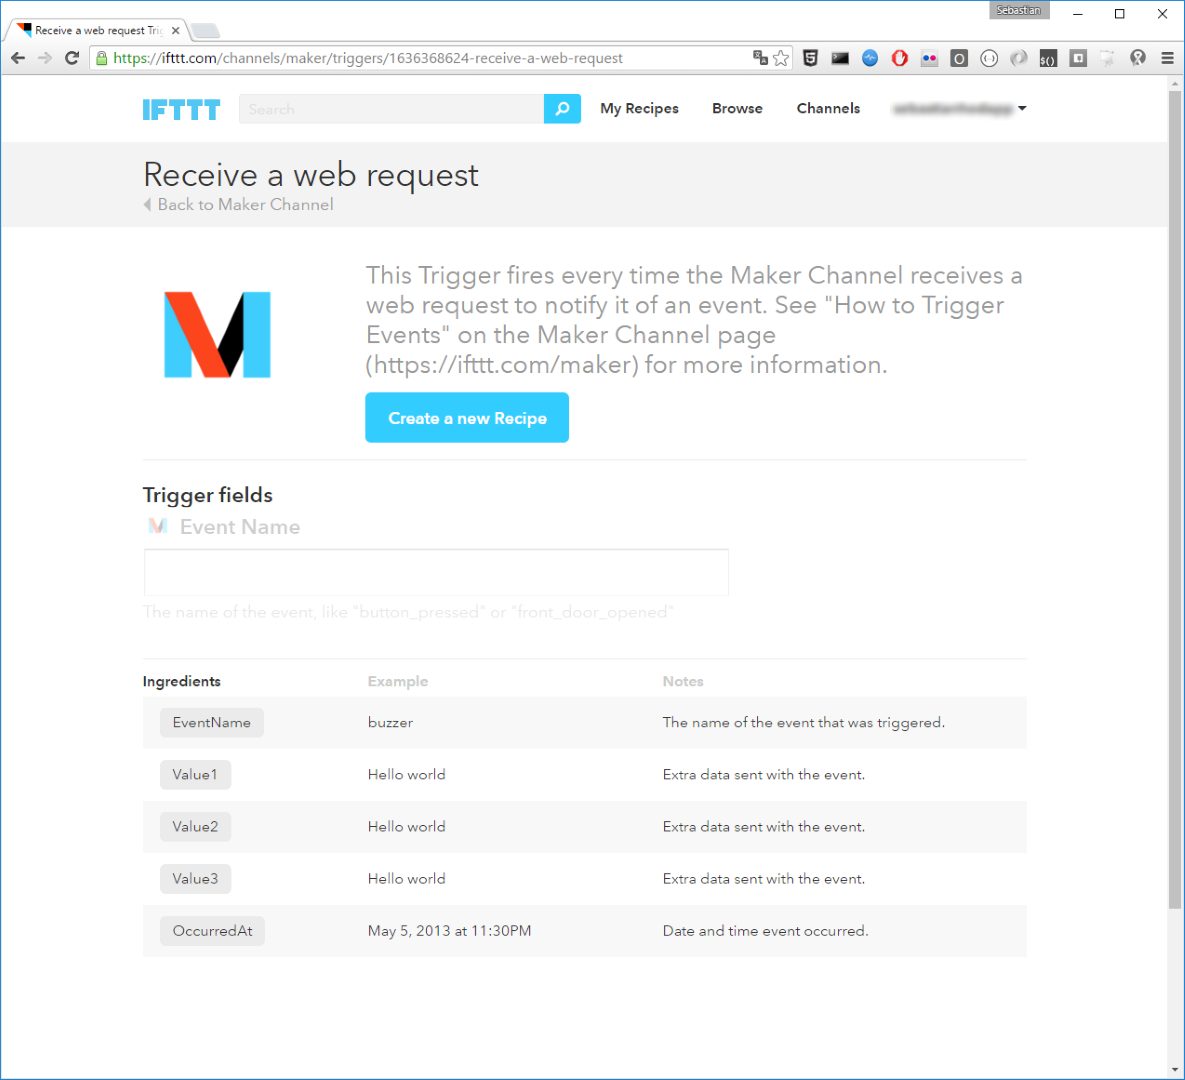 Sebastian
Receive a web request Trig
https://ifttt.com/channels/maker/triggers/1636368624-receive-a-web-request
IFTTT
Search
My Recipes
Browse
Channels
Receive a web request
Back to Maker Channel
This Trigger fires every time the Maker Channel receives a
web request to notify it of an event. See "How to Trigger
Events" on the Maker Channel page
(https://ifttt.com/maker) for more information.
Create a new Recipe
Trigger fields
Event Name
The name of the event, like "button_pressed" or "front_door_opened"
Ingredients Example Notes
EventName buzzer The name of the event that was triggered.
Value1 Hello world Extra data sent with the event.
Value2 Hello world Extra data sent with the event.
Value3 Hello world Extra data sent with the event.
OccurredAt May 5, 2013 at 11:30PM Date and time event occurred.